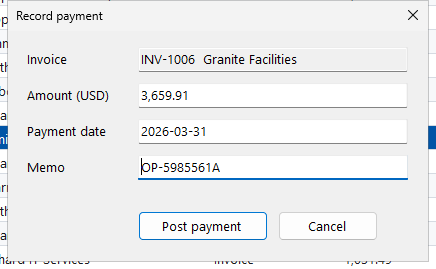 Record payment
Invoice INV-1006 Granite Facilities
Amount (USD) 3,659.91
Payment date 2026-03-31
Memo OP-5985561A
Post payment Cancel